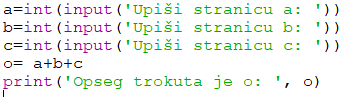 a=int(input('Upiši stranicu a: '))
b=int(input('Upiši stranicu b: '))
c=int(input('Upiši stranicu c: '))
o= a+b+c
print('Opseg trokuta je o: ', o)